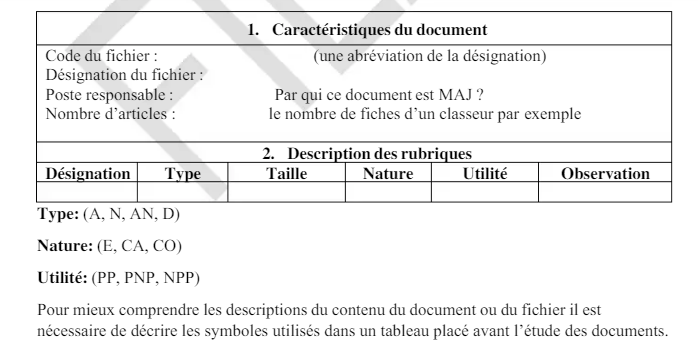 1. Caractéristiques du document
Code du fichier : (une abréviation de la désignation)
Désignation du fichier :
Poste responsable : Par qui ce document est MAJ ?
Nombre d’articles : le nombre de fiches d’un classeur par exemple
2. Description des rubriques
Désignation Type Taille Nature Utilité Observation
Type: (A, N, AN, D)
Nature: (E, CA, CO)
Utilité: (PP, PNP, NPP)
Pour mieux comprendre les descriptions du contenu du document ou du fichier il est
nécessaire de décrire les symboles utilisés dans un tableau placé avant l’étude des documents.